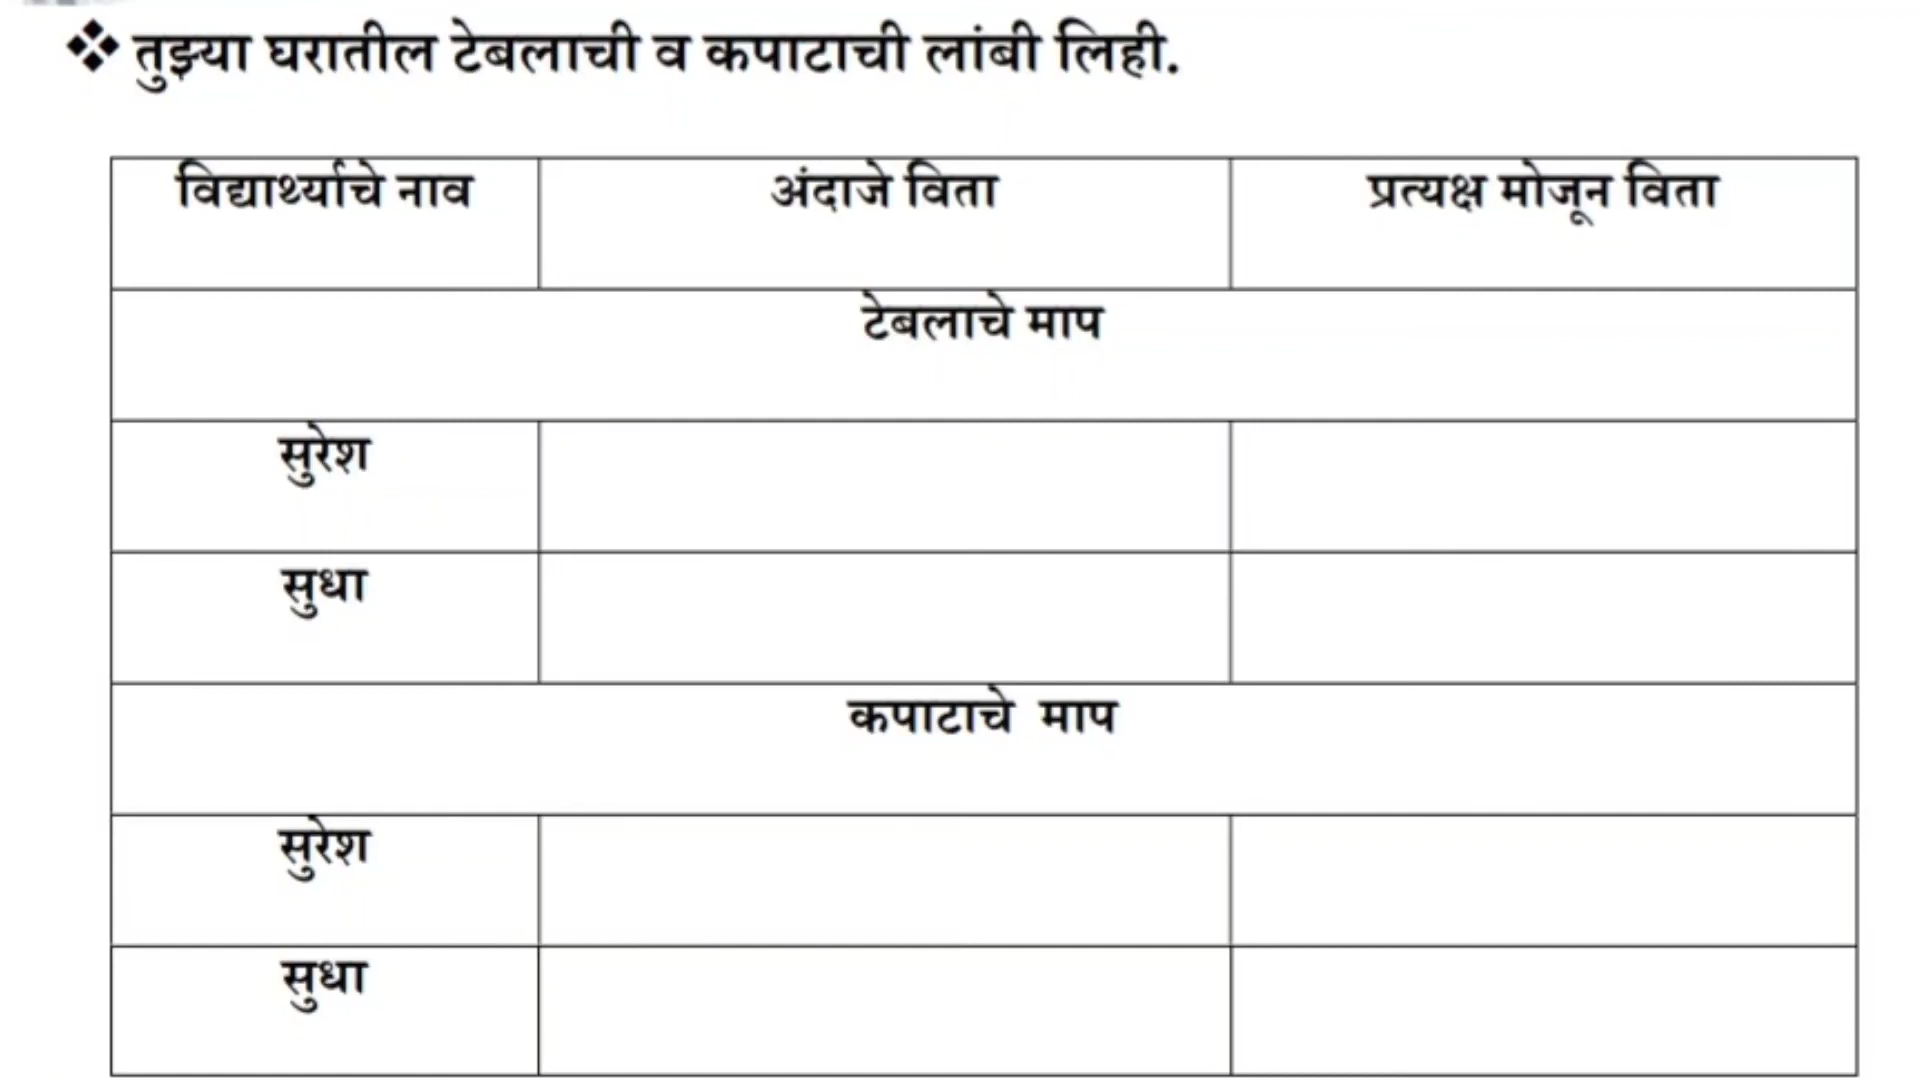 ❖ तुझ्या घरातील टेबलाची व कपाटाची लांबी लिही.
विद्यार्थ्याचे नाव अंदाजे विता प्रत्यक्ष मोजून विता
टेबलाचे माप
सुरेश
सुधा
कपाटाचे माप
सुरेश
सुधा